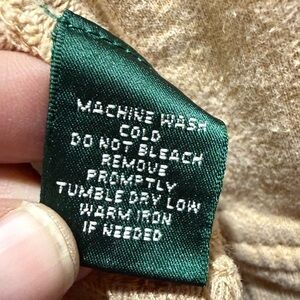 MACHINE WASH
COLD
DO NOT BLEACH
REMOVE
PROMPTLY
TUMBLE DRY LOW
WARM IRON
IF NEEDED